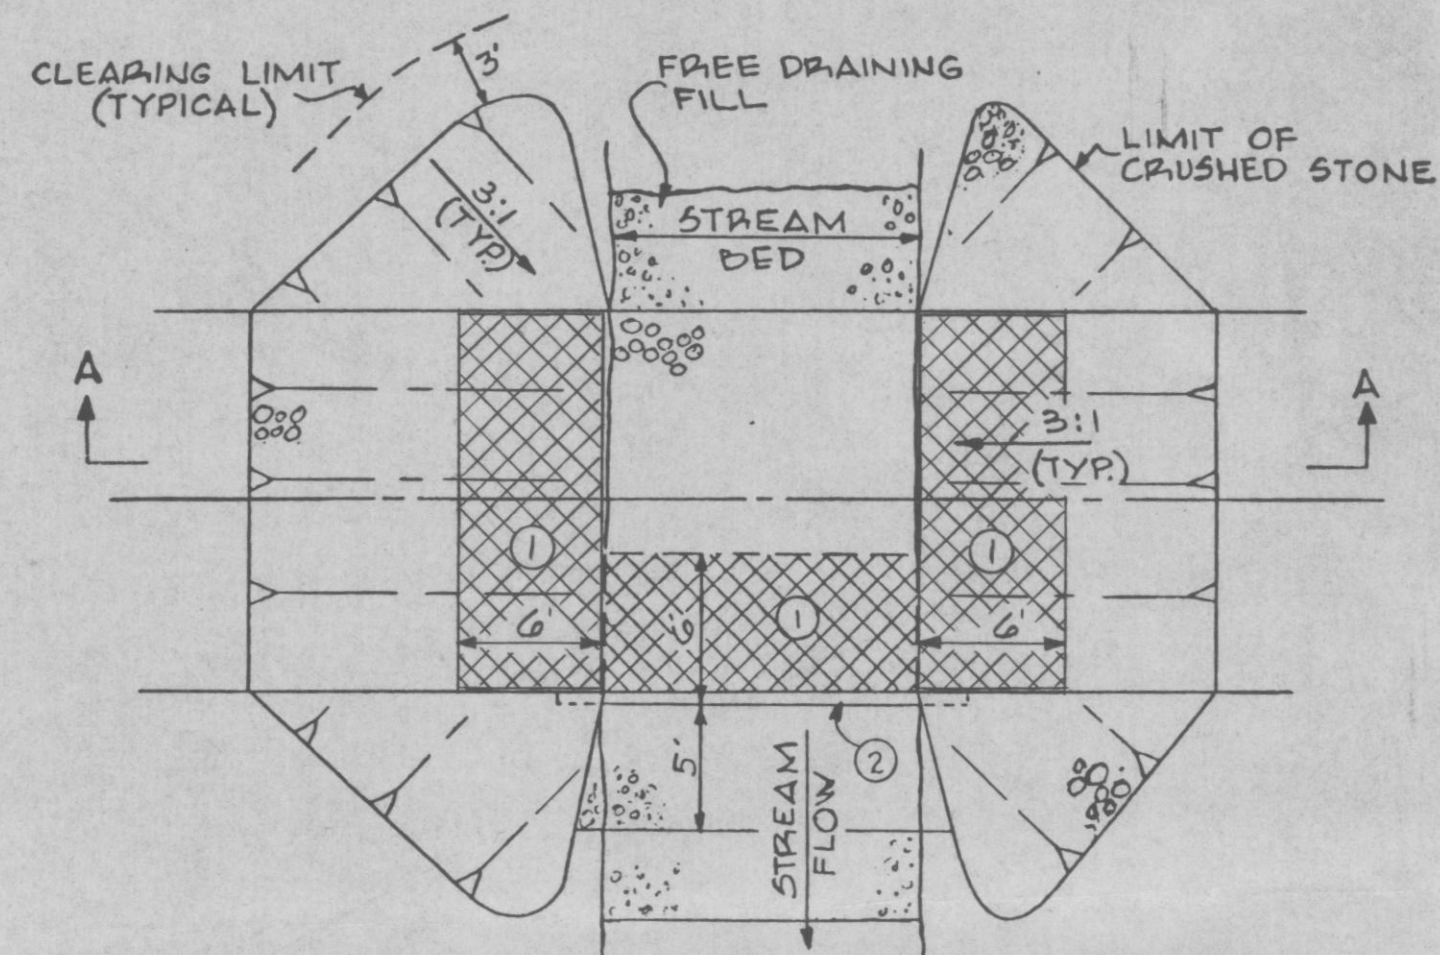 CLEARING LIMIT
(TYPICAL)
3'
FREE DRAINING
FILL
LIMIT OF
CRUSHED STONE
3:1
(TYP.)
STREAM
BED
A
A
3:1
(TYP.)
1
1
1
6'
6'
6'
2
5'
STREAM
FLOW